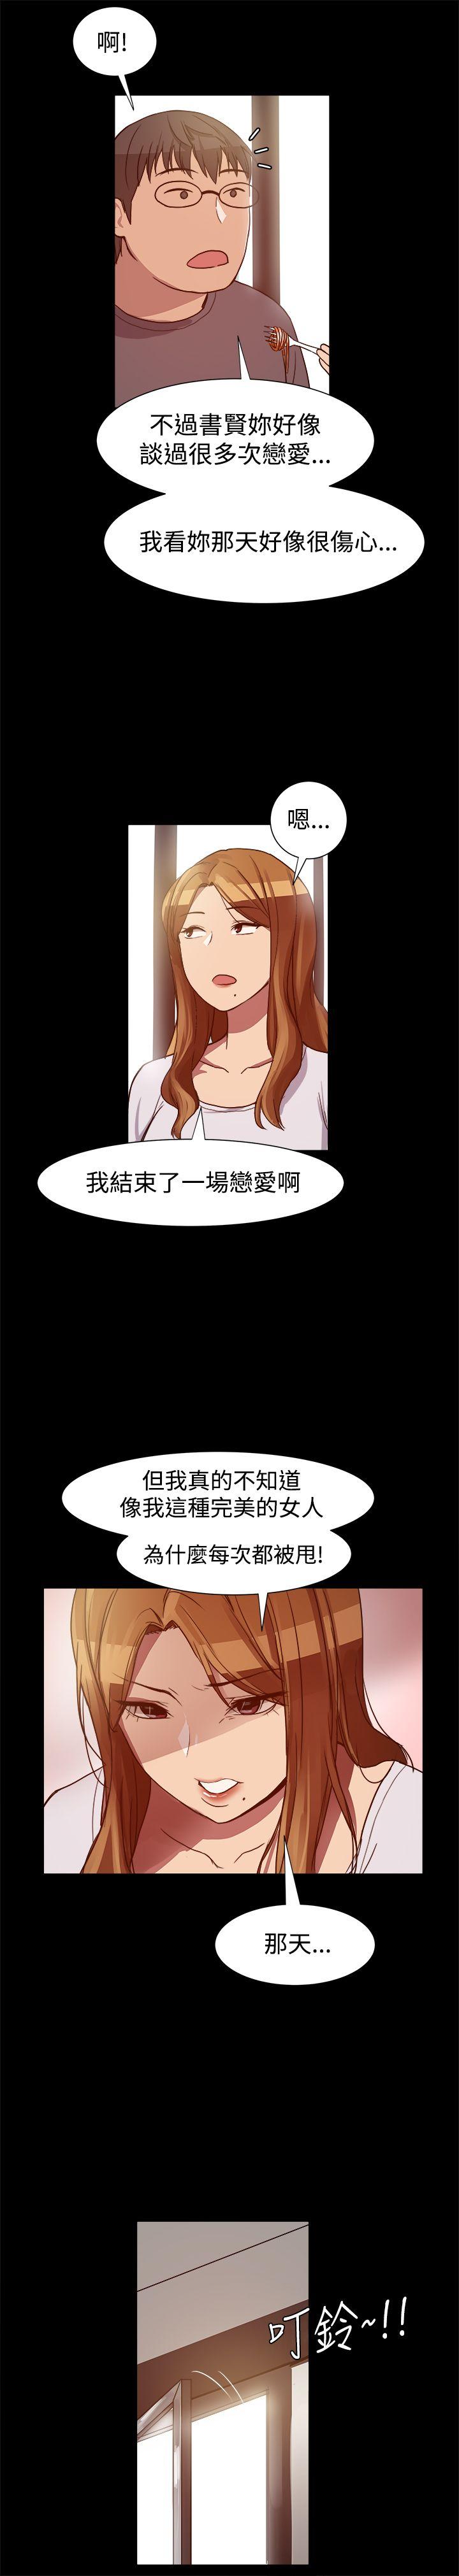 啊!
不過書賢妳好像
談過很多次戀愛...
我看妳那天好像很傷心...
嗯...
我結束了一場戀愛啊
但我真的不知道
像我這種完美的女人
為什麼每次都被甩!
那天...
叮鈴~!!